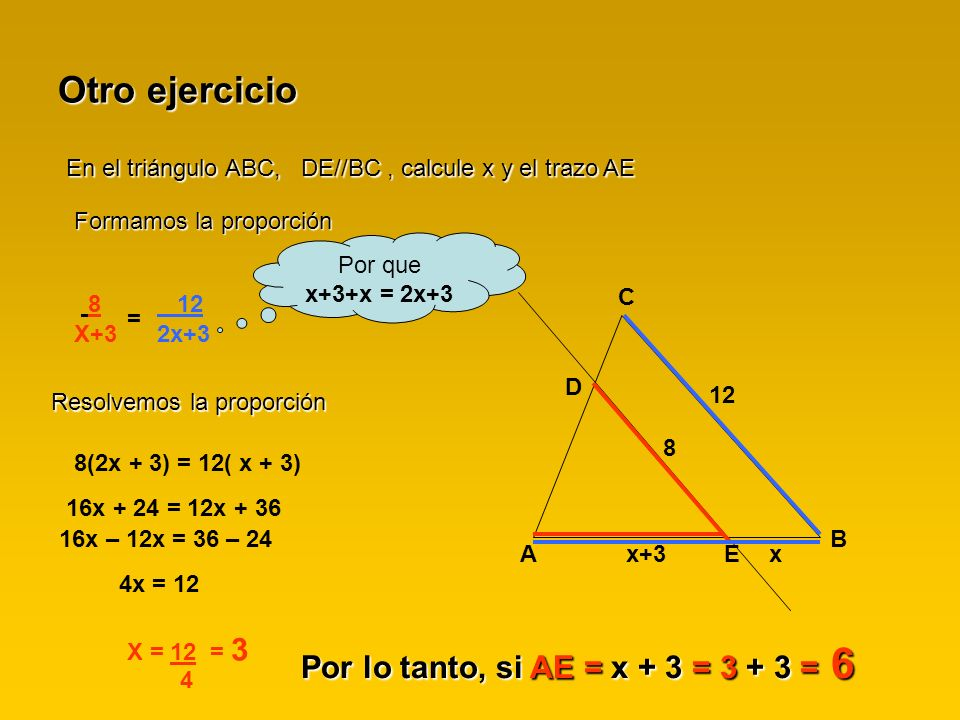 Otro ejercicio
En el triángulo ABC, DE//BC , calcule x y el trazo AE
Formamos la proporción
Por que
x+3+x = 2x+3
8 = 12
X+3 2x+3
Resolvemos la proporción
8(2x + 3) = 12( x + 3)
16x + 24 = 12x + 36
16x – 12x = 36 – 24
4x = 12
X = 12 = 3
4
C
D
12
8
A x+3 E x B
Por lo tanto, si AE = x + 3 = 3 + 3 = 6